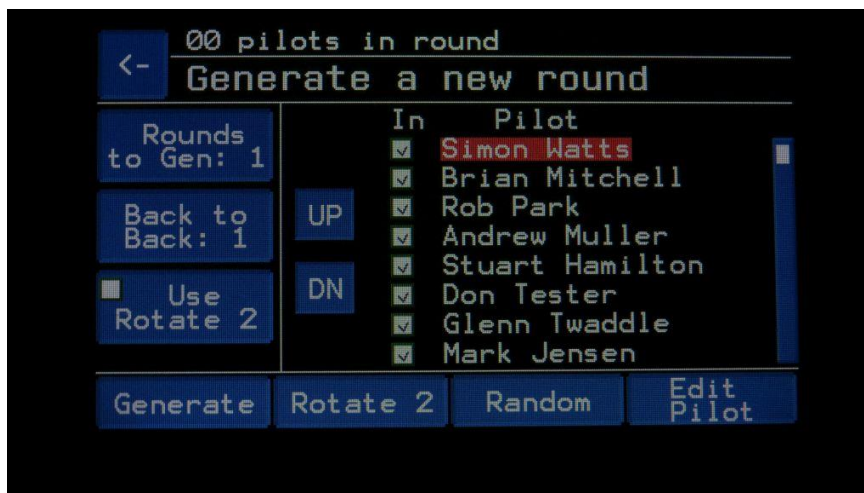 <-
00 pilots in round
Generate a new round
Rounds
to Gen: 1
Back to
Back: 1
Use
Rotate 2
UP
DN
In Pilot
Simon Watts
Brian Mitchell
Rob Park
Andrew Muller
Stuart Hamilton
Don Tester
Glenn Twaddle
Mark Jensen
Generate
Rotate 2
Random
Edit
Pilot